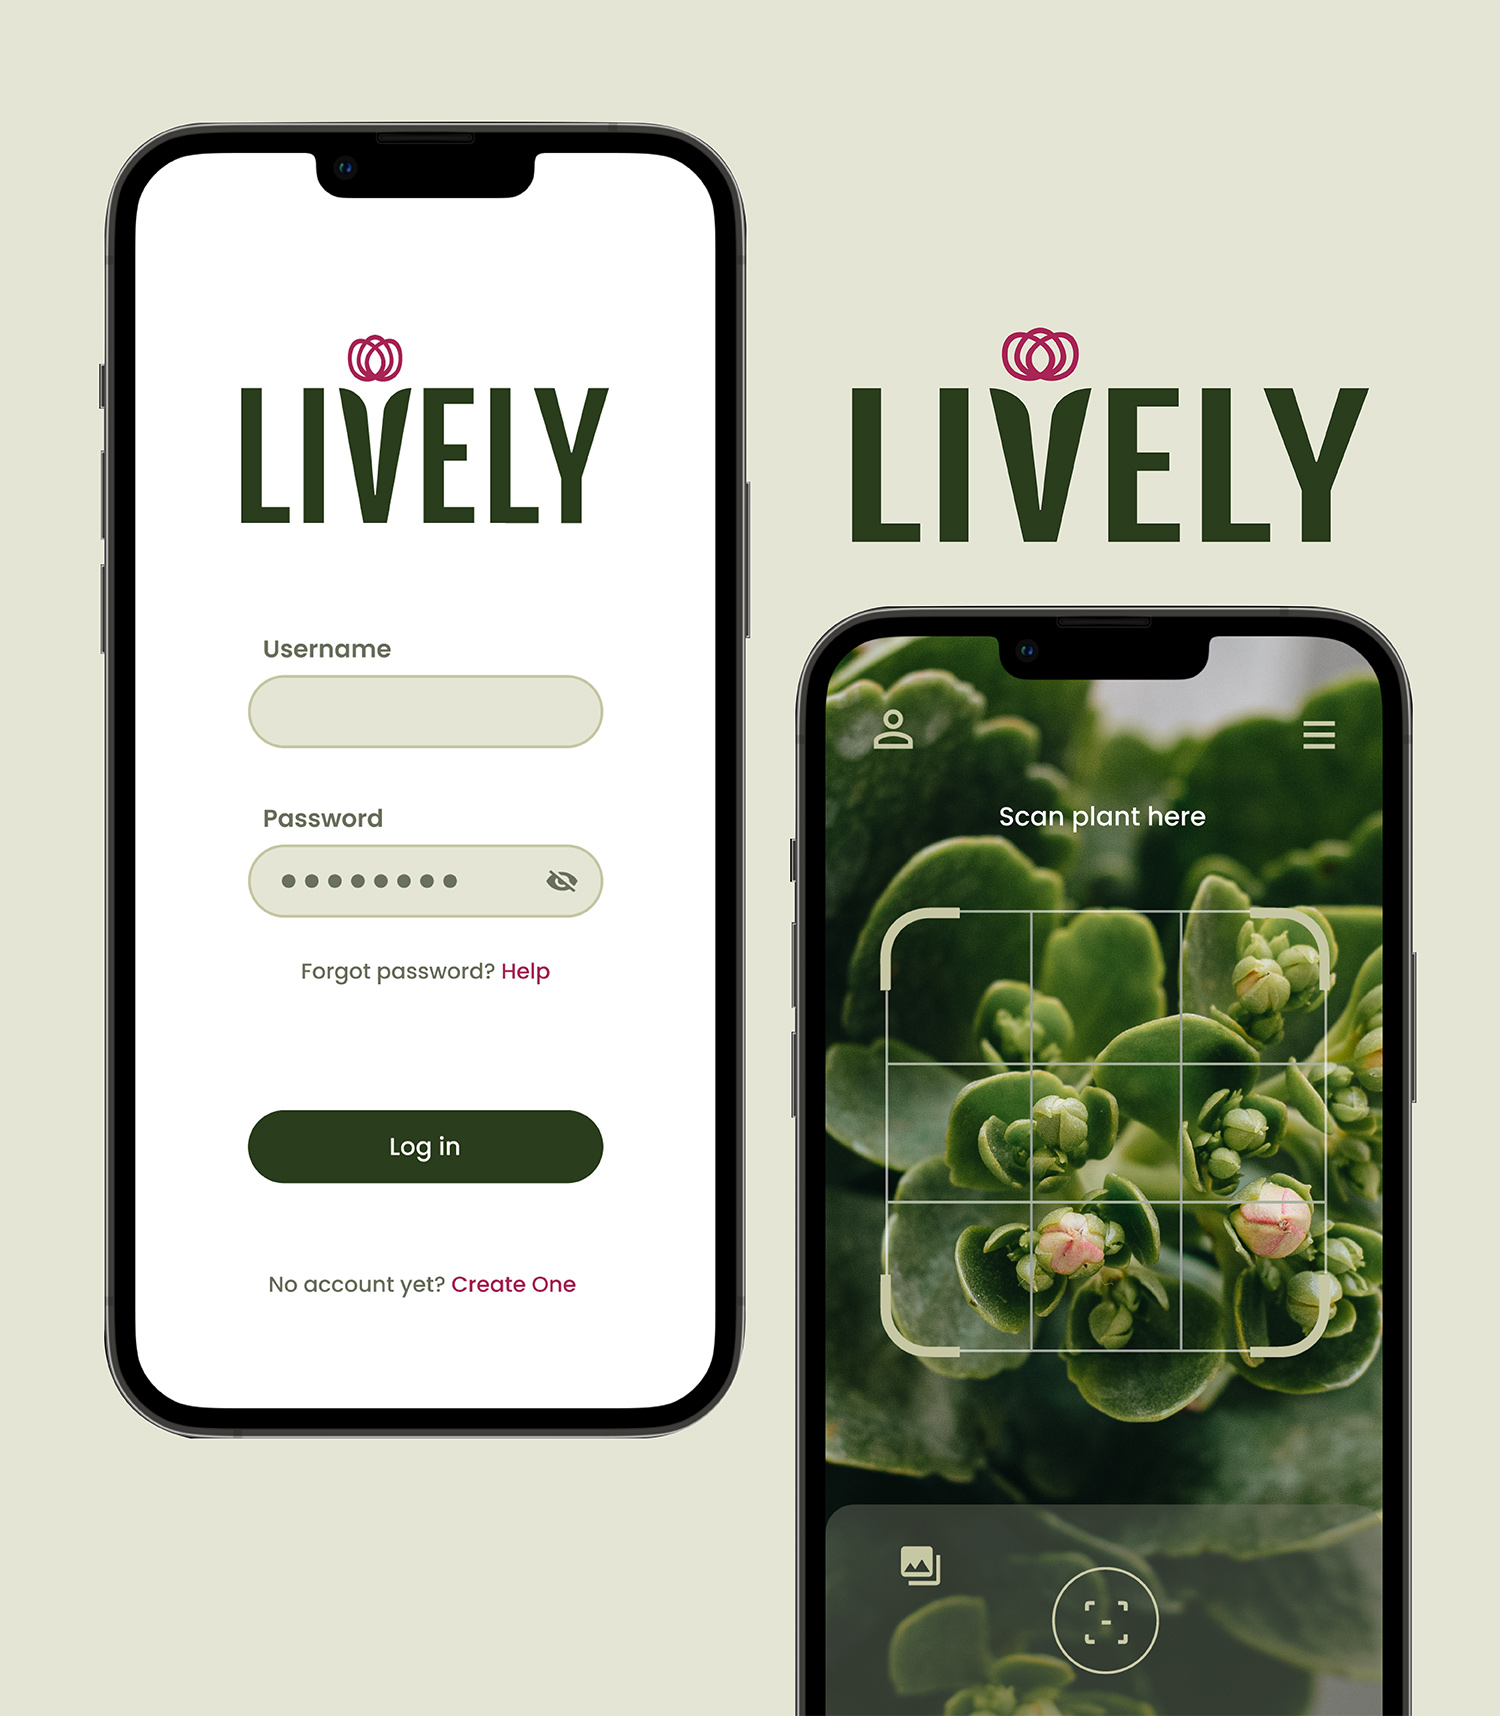 LIVELY
Username
Password
Forgot password? Help
Log in
No account yet? Create One
LIVELY
Scan plant here